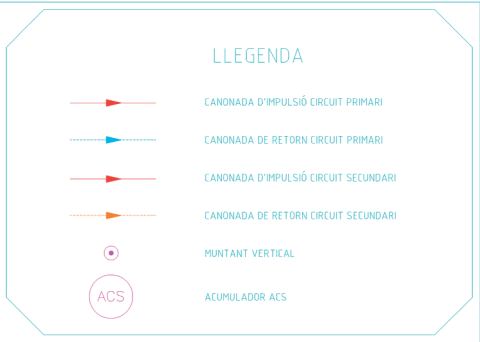 LLEGENDA
CANONADA D'IMPULSIÓ CIRCUIT PRIMARI
CANONADA DE RETORN CIRCUIT PRIMARI
CANONADA D'IMPULSIÓ CIRCUIT SECUNDARI
CANONADA DE RETORN CIRCUIT SECUNDARI
MUNTANT VERTICAL
ACS ACUMULADOR ACS